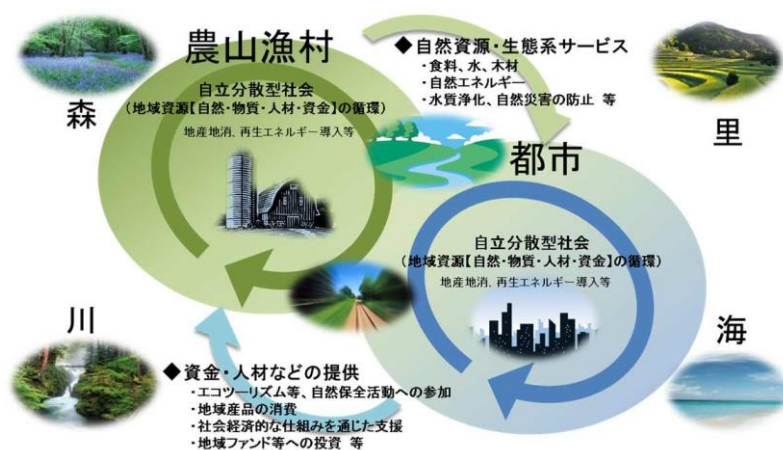 農山漁村
森
自立分散型社会
(地域資源【自然・物質・人材・資金】の循環)
地産地消、再生エネルギー導入等
◆自然資源・生態系サービス
・食料、水、木材
・自然エネルギー
・水質浄化、自然災害の防止 等
里
都市
自立分散型社会
(地域資源【自然・物質・人材・資金】の循環)
地産地消、再生エネルギー導入等
川
海
◆資金・人材などの提供
・エコツーリズム等、自然保全活動への参加
・地域産品の消費
・社会経済的な仕組みを通じた支援
・地域ファンド等への投資 等